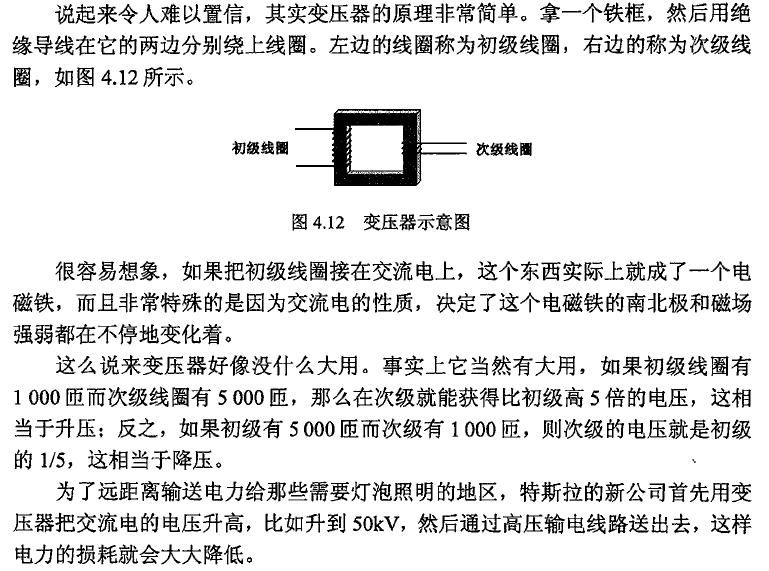 说起来令人难以置信，其实变压器的原理非常简单。拿一个铁框，然后用绝
缘导线在它的两边分别绕上线圈。左边的线圈称为初级线圈，右边的称为次级线
圈，如图 4.12 所示。
初级线圈
次级线圈
图 4.12 变压器示意图
很容易想象，如果把初级线圈接在交流电上，这个东西实际上就成了一个电
磁铁，而且非常特殊的是因为交流电的性质，决定了这个电磁铁的南北极和磁场
强弱都在不停地变化着。
这么说来变压器好像没什么大用。事实上它当然有大用，如果初级线圈有
1 000 匝而次级线圈有 5 000 匝，那么在次级就能获得比初级高 5 倍的电压，这相
当于升压；反之，如果初级有 5 000 匝而次级有 1 000 匝，则次级的电压就是初级
的 1/5，这相当于降压。
为了远距离输送电力给那些需要灯泡照明的地区，特斯拉的新公司首先用变
压器把交流电的电压升高，比如升到 50kV，然后通过高压输电线路送出去，这样
电力的损耗就会大大降低。